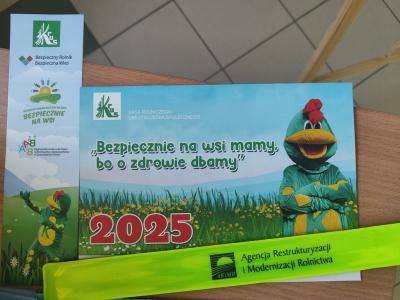 KRUS
Bezpieczny Rolnik
Bezpieczna Wieś
BEZPIECZNIE
NA WSI
KRUS
KASA ROLNICZEGO
UBEZPIECZENIA SPOŁECZNEGO
„Bezpiecznie na wsi mamy,
bo o zdrowie dbamy"
2025
ARiMR
Agencja Restrukturyzacji
i Modernizacji Rolnictwa